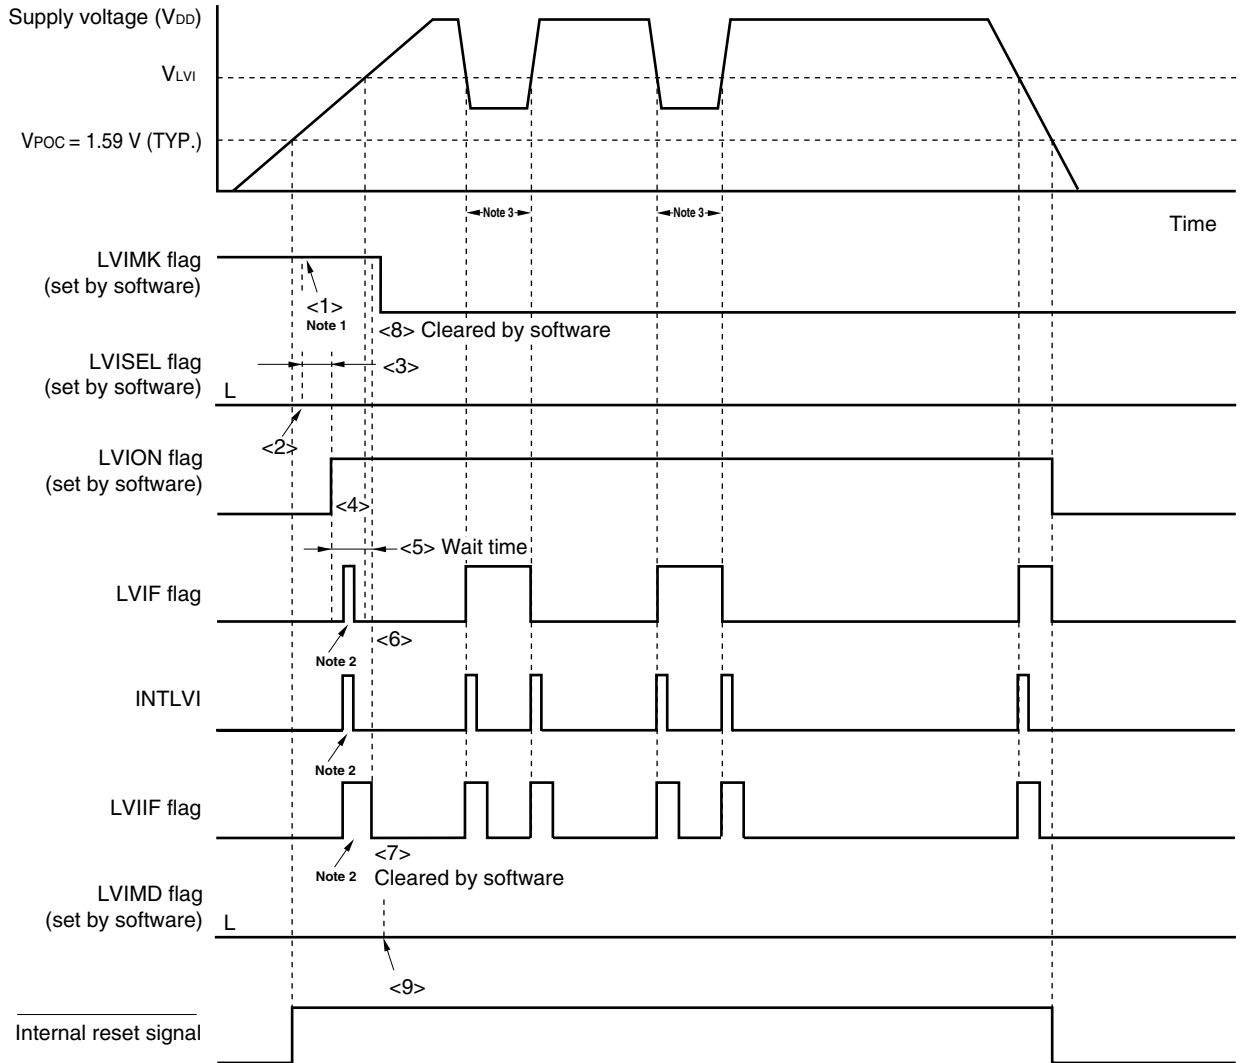 Supply voltage (VDD)
VLVI
VPOC = 1.59 V (TYP.)
Note 3
Note 3
Time
LVIMK flag
(set by software)
<1>
Note 1
<8> Cleared by software
LVISEL flag
(set by software)
L
<3>
<2>
LVION flag
(set by software)
<4>
<5> Wait time
LVIF flag
<6>
Note 2
INTLVI
Note 2
LVIIF flag
Note 2
<7>
Cleared by software
LVIMD flag
(set by software)
L
<9>
Internal reset signal